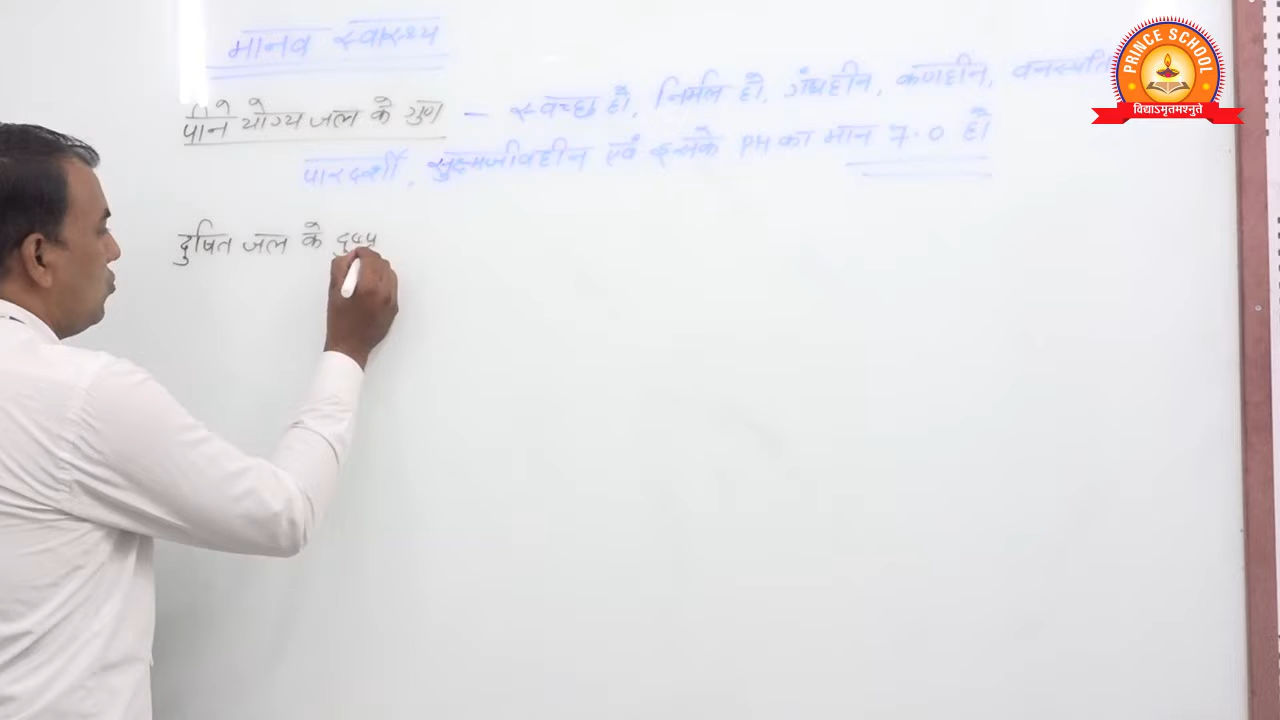 मानव स्वास्थ्य
पीने योग्य जल के गुण — स्वच्छ हो, निर्मल हो, गंधहीन, कणहीन, वनस्पति
पारदर्शी, सुक्ष्मजीवहीन एवं इसके PH का मान 7.0 हो
दुषित जल के
PRINCE SCHOOL
विद्याऽमृतमश्नुते